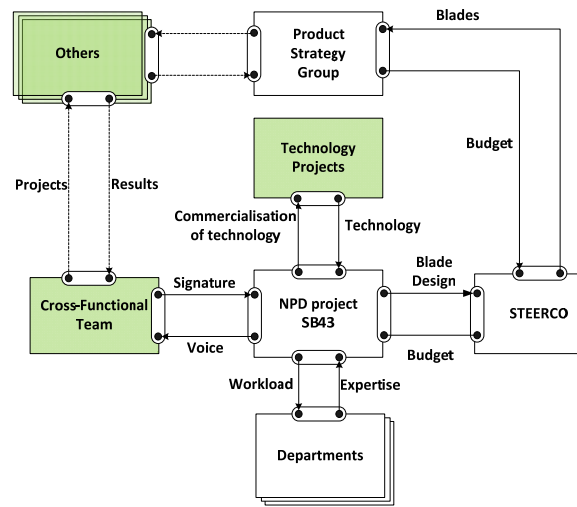 Blades
Others
Product
Strategy
Group
Budget
Technology
Projects
Projects
Results
Commercialisation
of technology
Technology
Signature
Blade
Design
Cross-Functional
Team
NPD project
SB43
STEERCO
Voice
Budget
Workload
Expertise
Departments